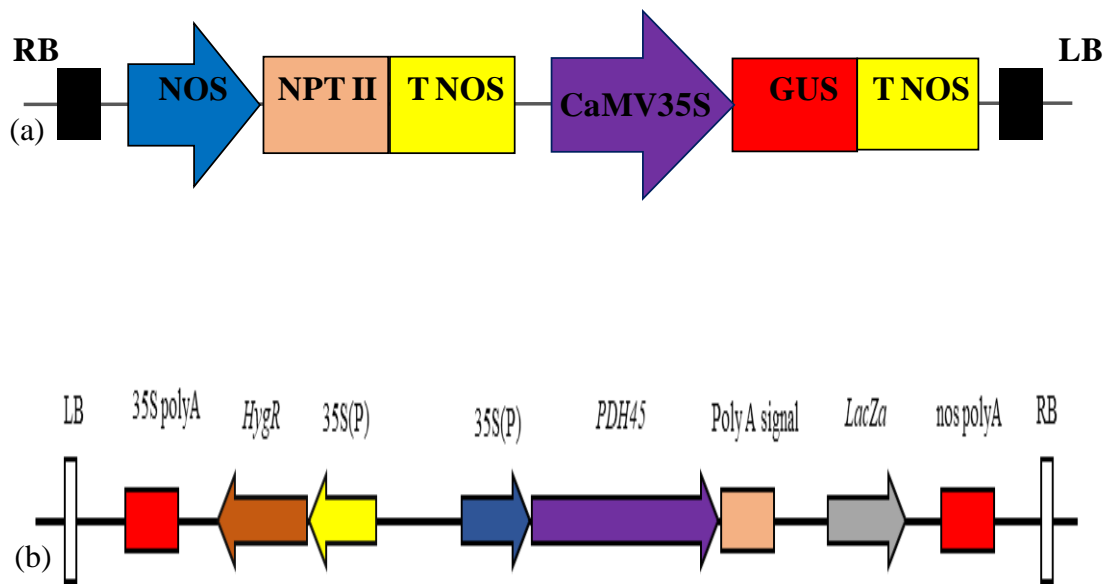 RB
LB
NOS
NPT II
T NOS
CaMV35S
GUS
T NOS
(a)
LB
35S polyA
HygR
35S(P)
35S(P)
PDH45
Poly A signal
LacZa
nos polyA
RB
(b)